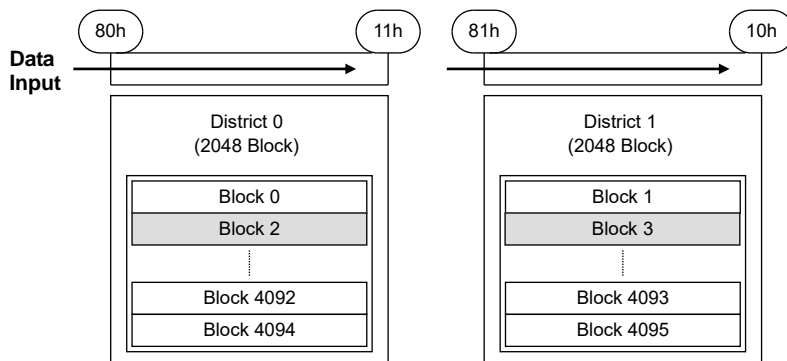 80h
11h
81h
10h
Data
Input
District 0
(2048 Block)
District 1
(2048 Block)
Block 0
Block 2
Block 4092
Block 4094
Block 1
Block 3
Block 4093
Block 4095